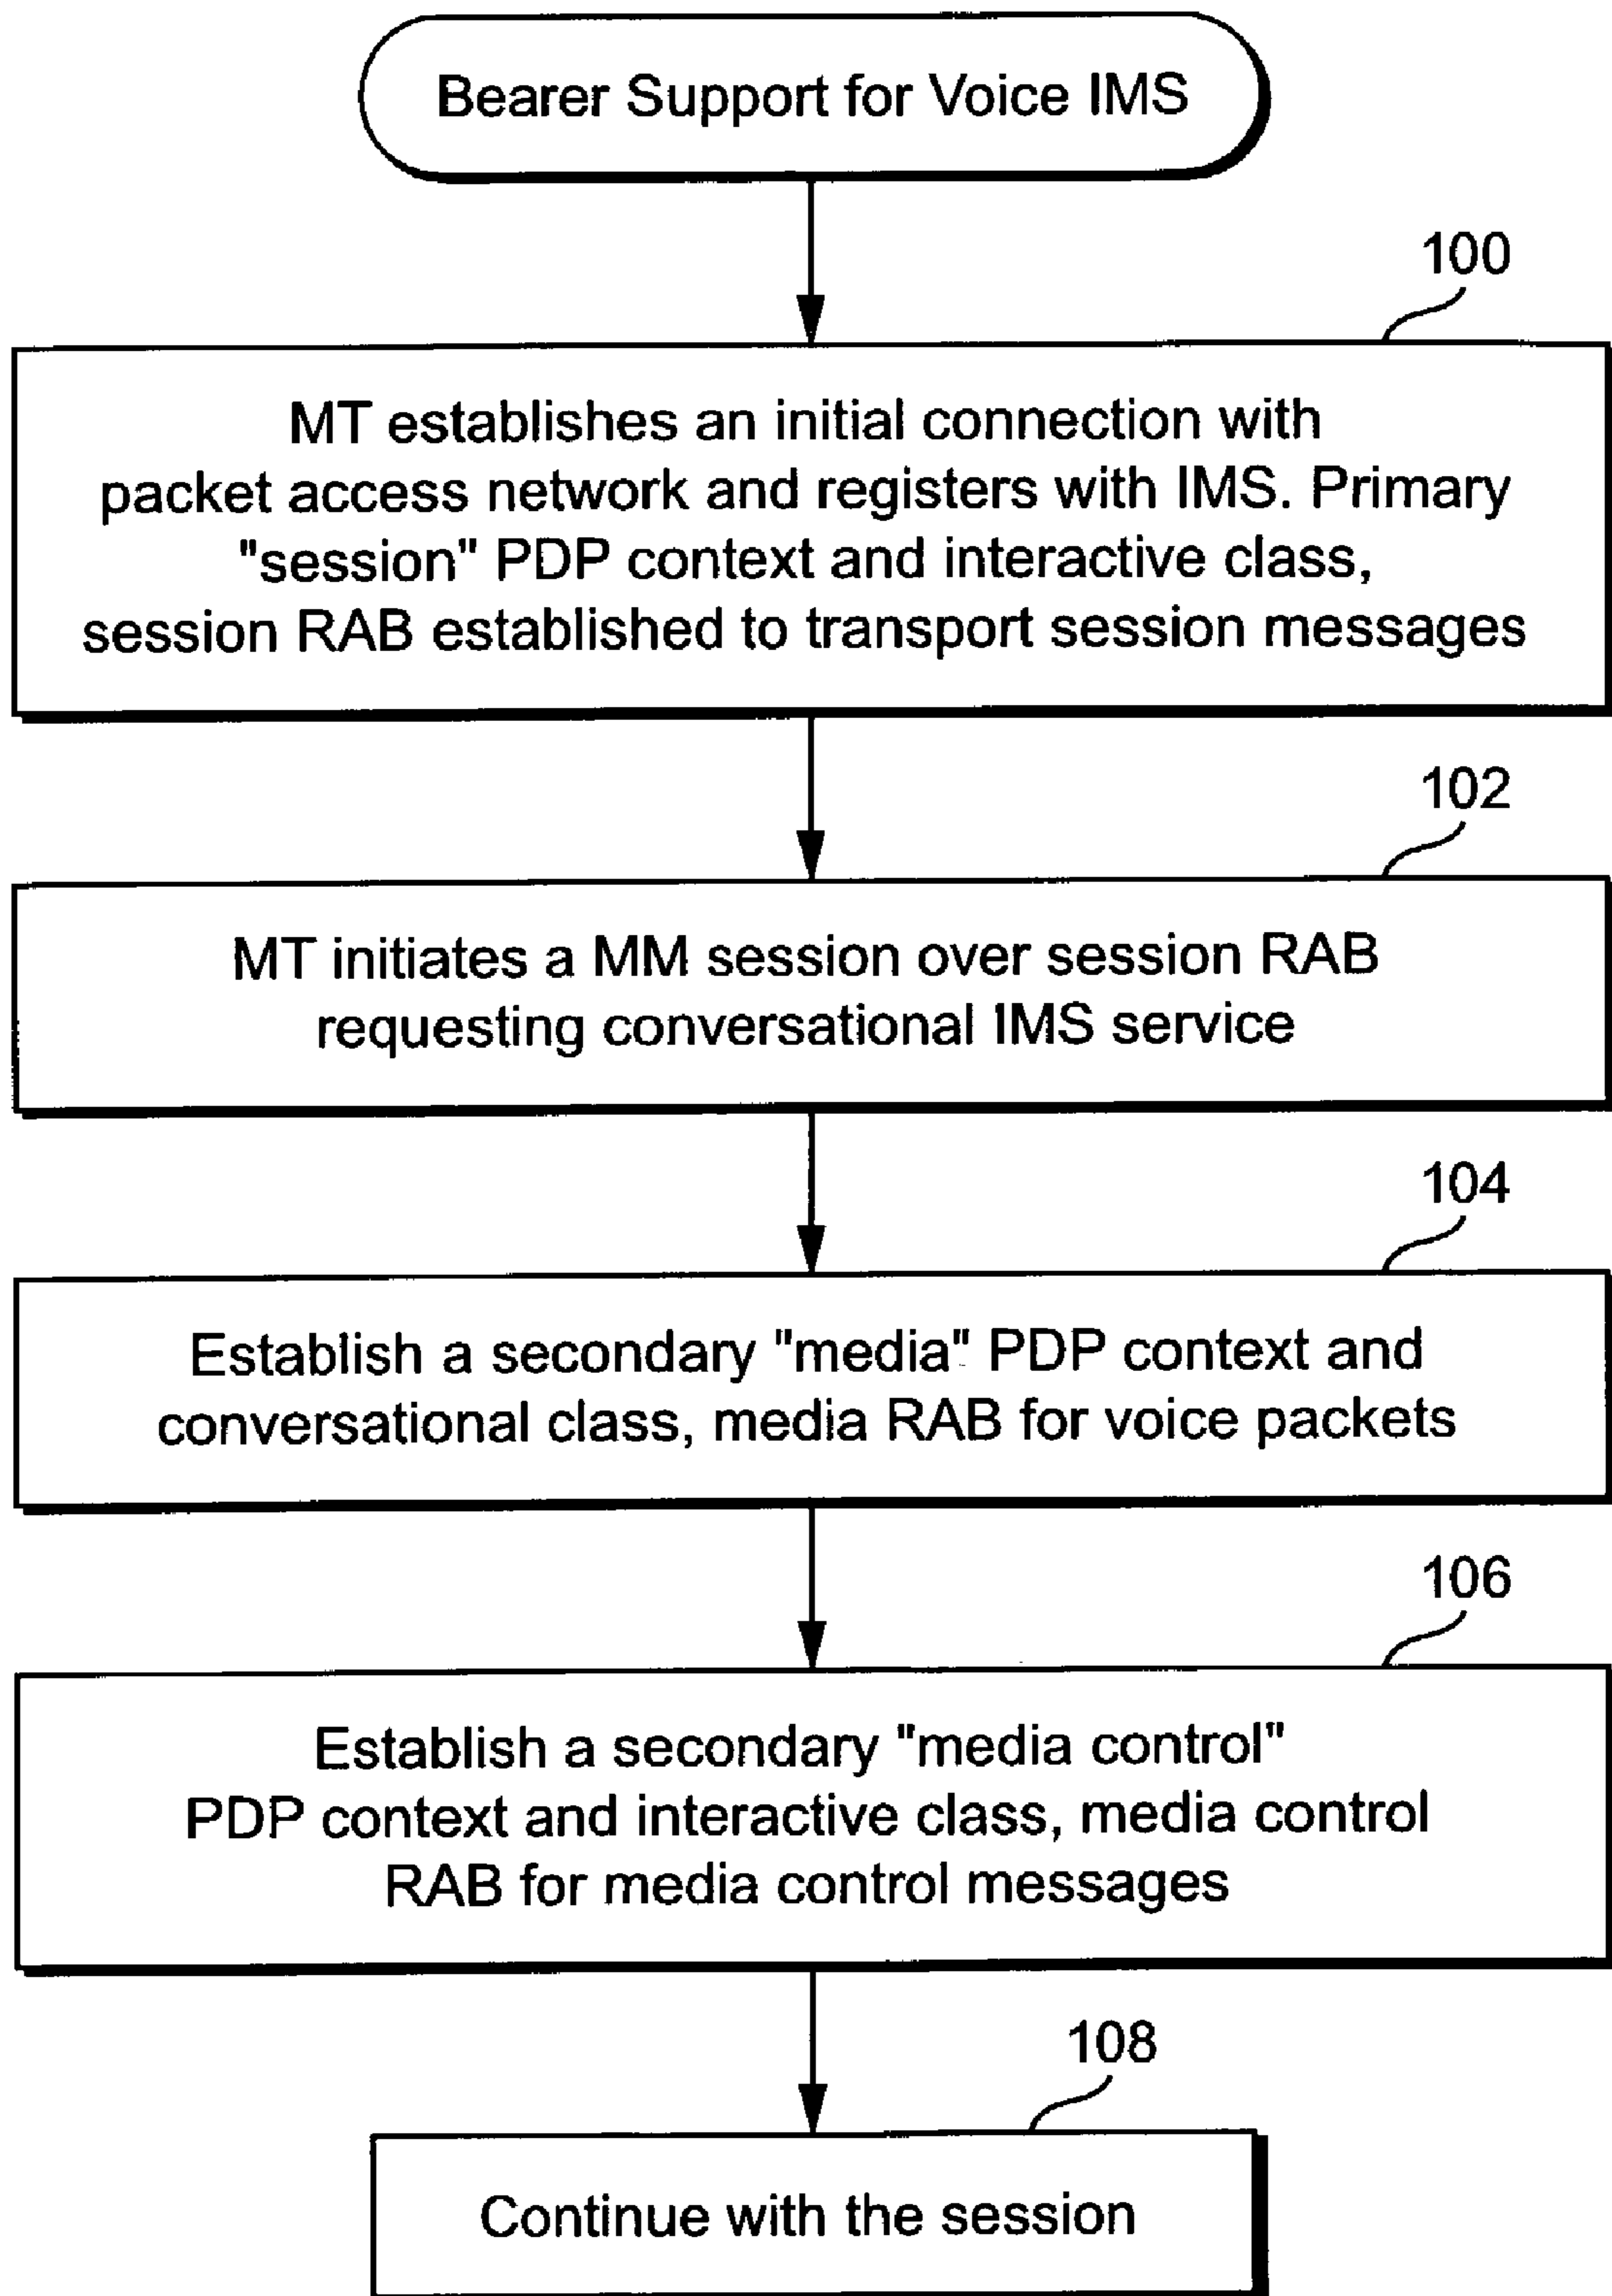 Bearer Support for Voice IMS
100
MT establishes an initial connection with
packet access network and registers with IMS. Primary
"session" PDP context and interactive class,
session RAB established to transport session messages
102
MT initiates a MM session over session RAB
requesting conversational IMS service
104
Establish a secondary "media" PDP context and
conversational class, media RAB for voice packets
106
Establish a secondary "media control"
PDP context and interactive class, media control
RAB for media control messages
108
Continue with the session